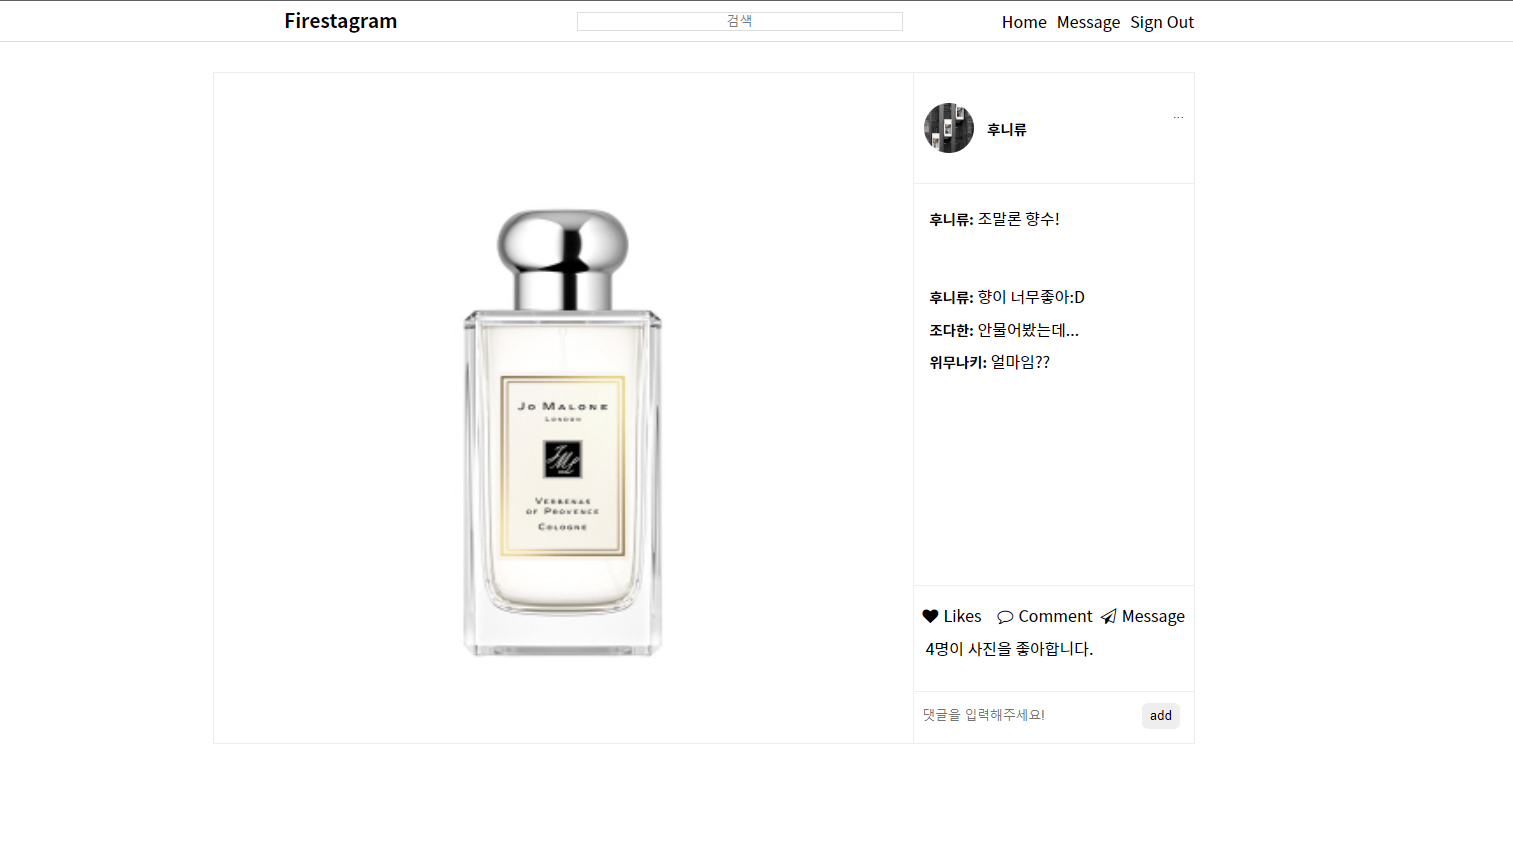 Firestagram
검색
Home Message Sign Out
JO MALONE
LONDON
VERBENAS
OF PROVENCE
COLOGNE
후니류
...
후니류: 조말론 향수!
후니류: 향이 너무좋아:D
조다한: 안물어봤는데...
위무나키: 얼마임??
Likes Comment Message
4명이 사진을 좋아합니다.
댓글을 입력해주세요!
add